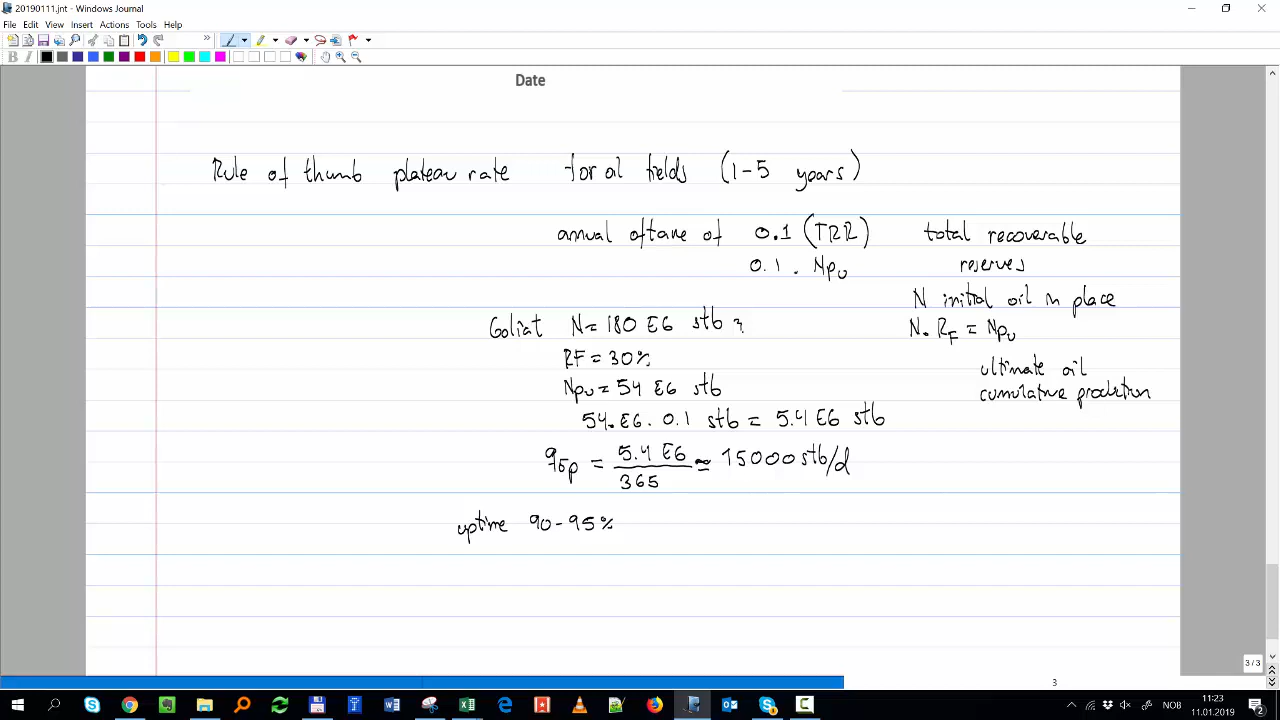 20190111.jnt - Windows Journal
File Edit View Insert Actions Tools Help
B I
Date
Rule of thumb plateau rate for oil fields (1-5 years)
annual oftake of 0.1 (TRR) total recoverable
0.1 . Npu reserves
N initial oil in place
Goliat N= 180 E6 stb
N. RF = Npu
RF = 30%
ultimate oil
Npu = 54 E6 stb
cumulative production
54. E6. 0.1 stb = 5.4 E6 stb
qōp = 5.4 E6 / 365 ≃ 15000 stb/d
uptime 90-95%
3/3
3
11:23
NOB
11.01.2019